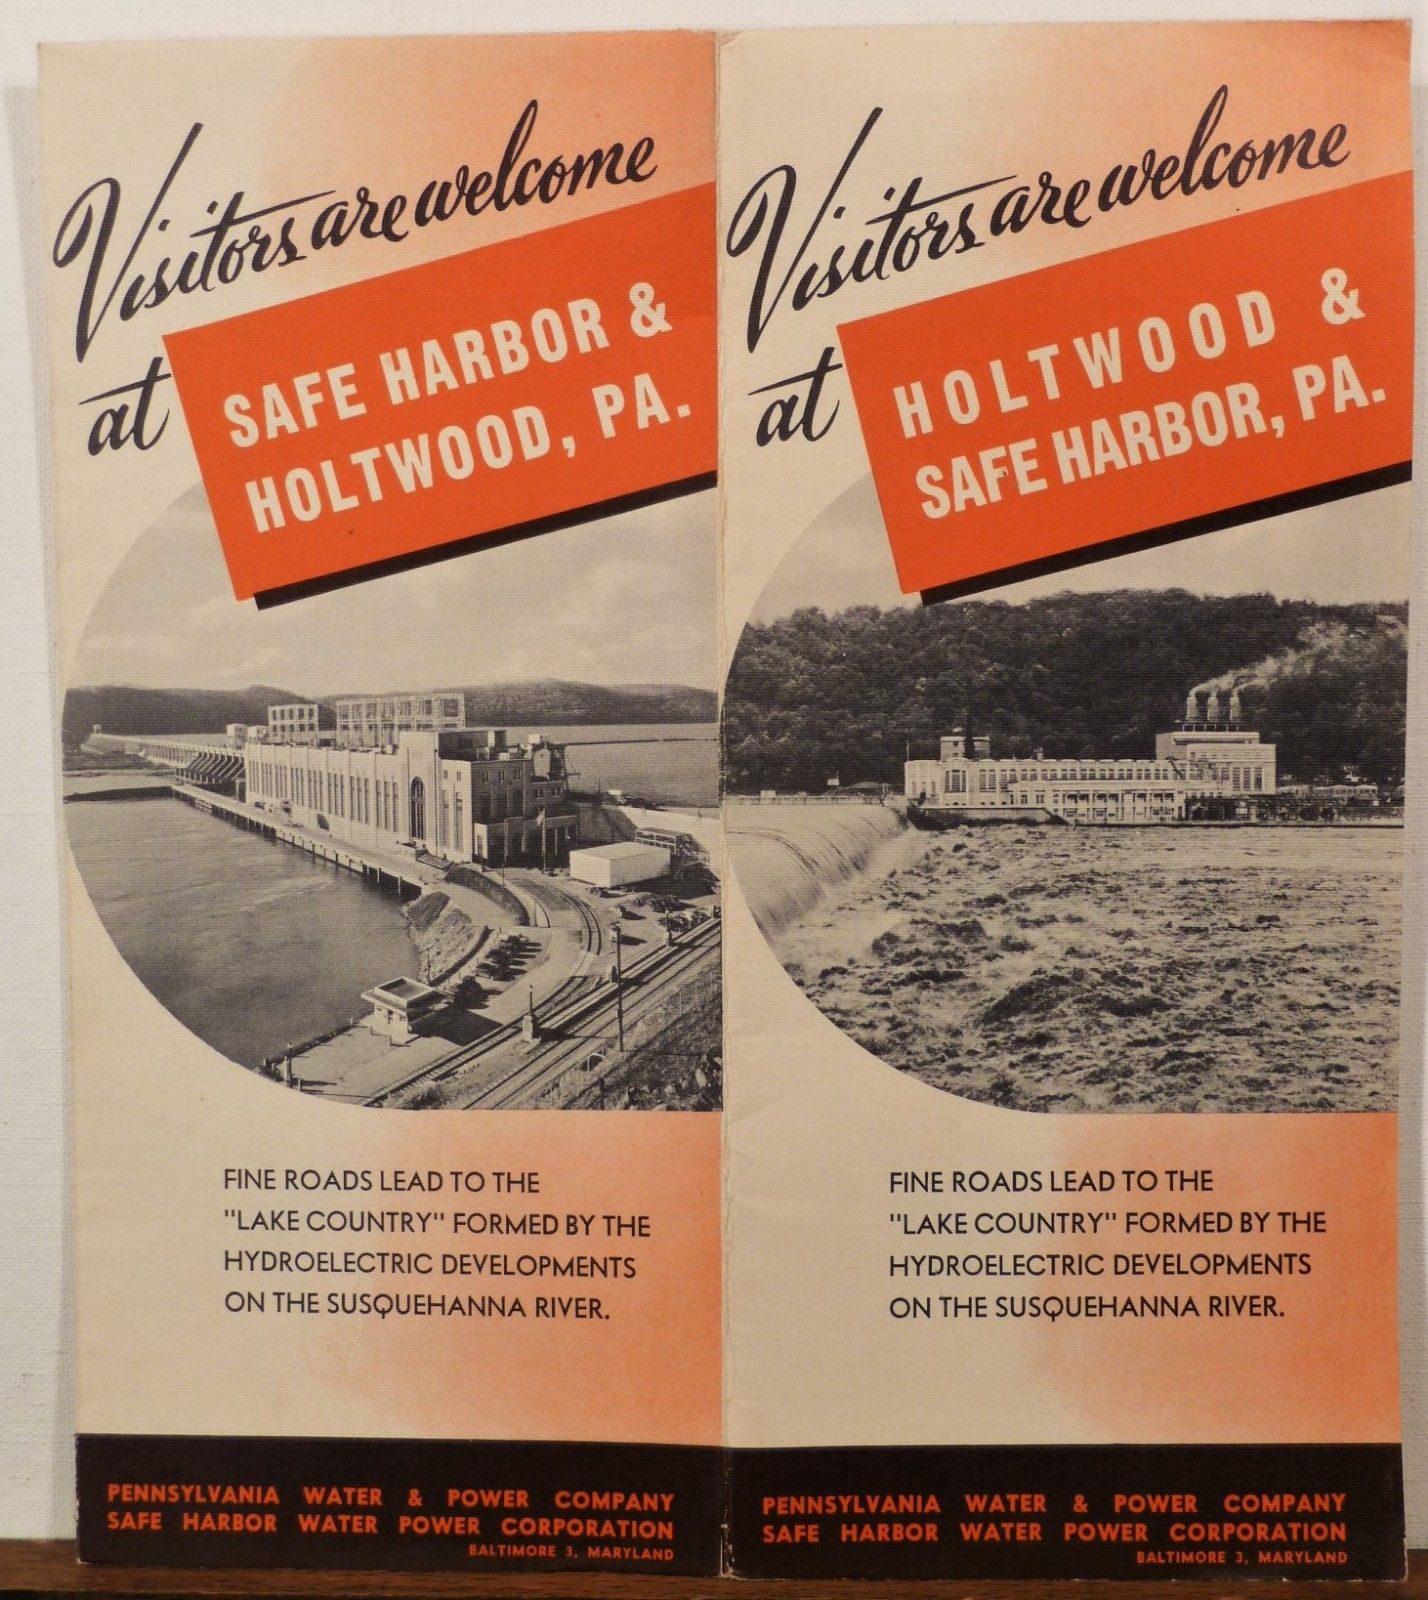 Visitors are welcome
at
SAFE HARBOR &
HOLTWOOD, PA.
FINE ROADS LEAD TO THE
"LAKE COUNTRY" FORMED BY THE
HYDROELECTRIC DEVELOPMENTS
ON THE SUSQUEHANNA RIVER.
PENNSYLVANIA WATER & POWER COMPANY
SAFE HARBOR WATER POWER CORPORATION
BALTIMORE 3, MARYLAND
Visitors are welcome
at
HOLTWOOD &
SAFE HARBOR, PA.
FINE ROADS LEAD TO THE
"LAKE COUNTRY" FORMED BY THE
HYDROELECTRIC DEVELOPMENTS
ON THE SUSQUEHANNA RIVER.
PENNSYLVANIA WATER & POWER COMPANY
SAFE HARBOR WATER POWER CORPORATION
BALTIMORE 3, MARYLAND